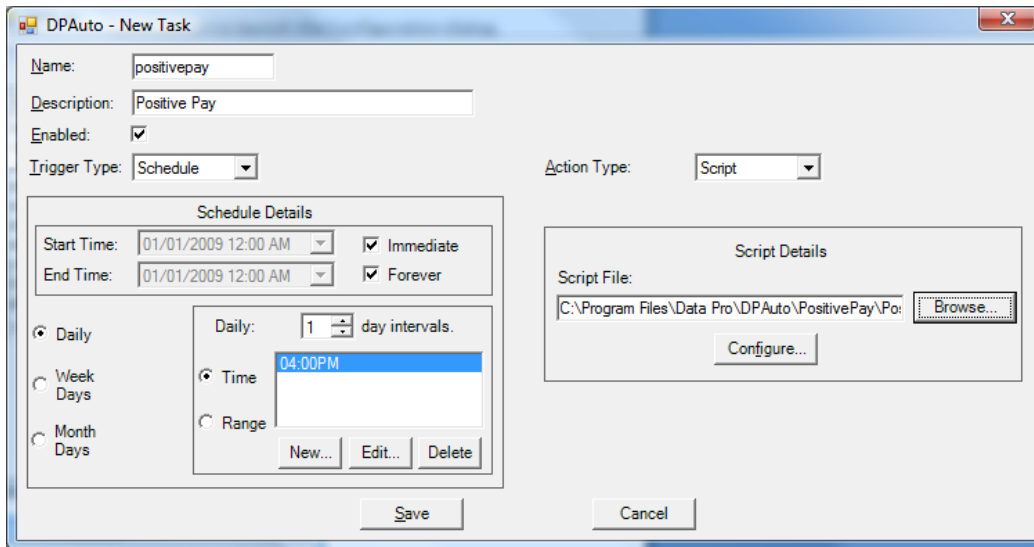 DPAuto - New Task
Name: positivepay
Description: Positive Pay
Enabled:
Trigger Type: Schedule
Action Type: Script
Schedule Details
Start Time: 01/01/2009 12:00 AM Immediate
End Time: 01/01/2009 12:00 AM Forever
Daily
Week Days
Month Days
Daily: 1 day intervals.
Time
Range
04:00PM
New... Edit... Delete
Script Details
Script File:
C:\Program Files\Data Pro\DPAuto\PositivePay\Po Browse...
Configure...
Save Cancel